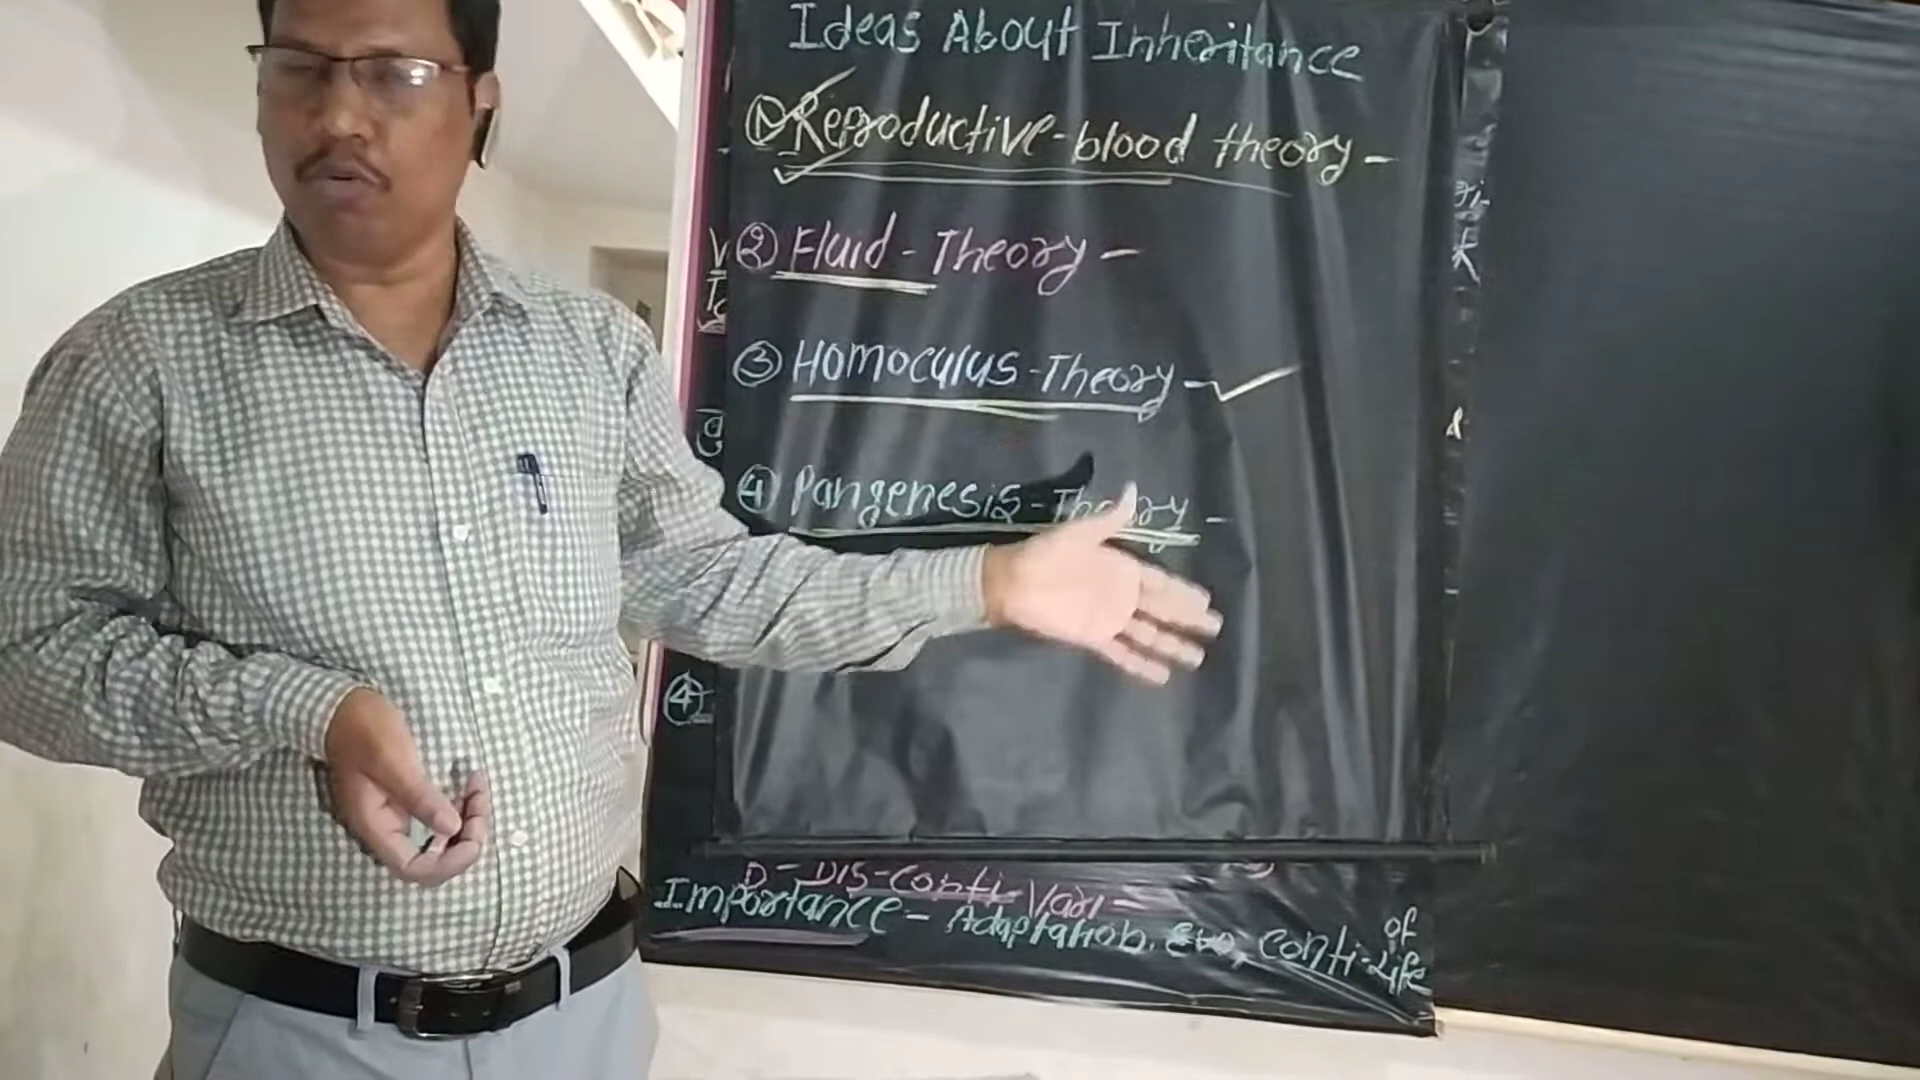 Ideas About Inheritance
① Reproductive-blood theory -
② Fluid - Theory -
③ Homoculus - Theory -
④ Pangenesis - Theory -
④
D - Dis-Conti-Vari -
Importance - Adaptation. Evo, Conti- of Life